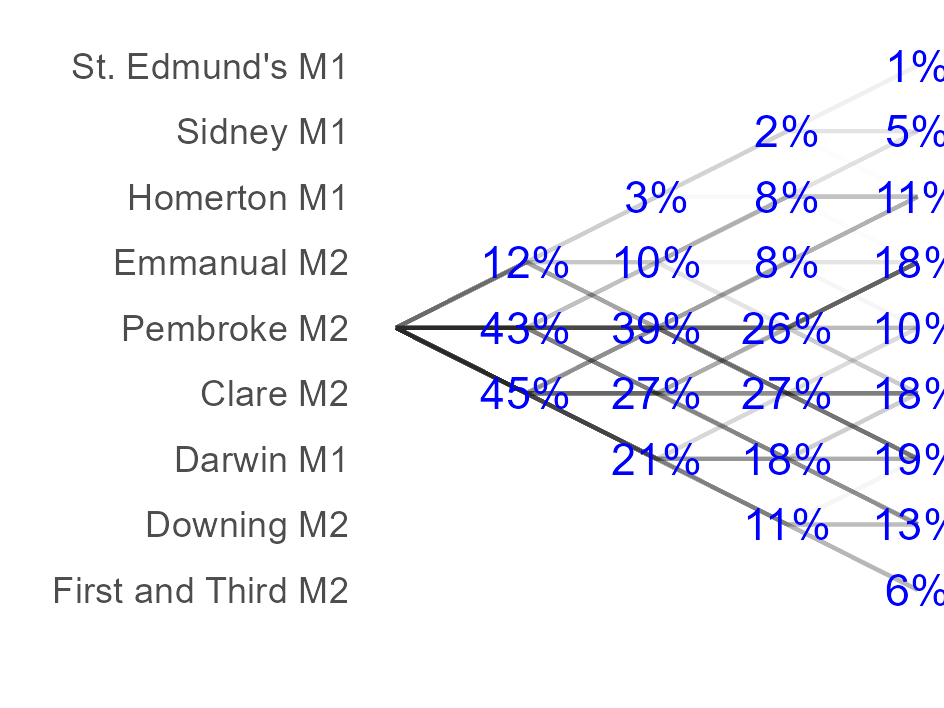 St. Edmund's M1 1%
Sidney M1 2% 5%
Homerton M1 3% 8% 11%
Emmanual M2 12% 10% 8% 18%
Pembroke M2 43% 39% 26% 10%
Clare M2 45% 27% 27% 18%
Darwin M1 21% 18% 19%
Downing M2 11% 13%
First and Third M2 6%